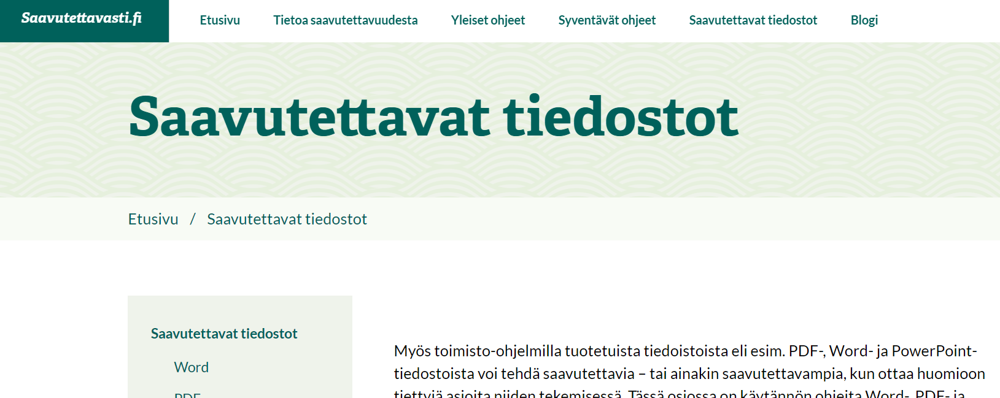 Saavutettavasti.fi
Etusivu Tietoa saavutettavuudesta Yleiset ohjeet Syventävät ohjeet Saavutettavat tiedostot Blogi
Saavutettavat tiedostot
Etusivu / Saavutettavat tiedostot
Saavutettavat tiedostot
Word
PDF
Myös toimisto-ohjelmilla tuotetuista tiedoistoista eli esim. PDF-, Word- ja PowerPoint-
tiedostoista voi tehdä saavutettavia – tai ainakin saavutettavampia, kun ottaa huomioon
tiettyjä asioita niiden tekemisessä. Tässä osiossa on käytännön ohjeita Word-, PDF- ja